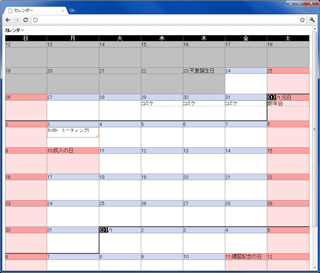 カレンダー
カレンダー
日 月 火 水 木 金 土
12 13 14 15 16 17 18
19 20 21 22 23 天皇誕生日 24 25
26 27 28 29 30 31 1 元日
コミケ コミケ コミケ 新年会
2 3 4 5 6 7 8
ミーティング
9 10 成人の日 11 12 13 14 15
16 17 18 19 20 21 22
23 24 25 26 27 28 29
30 31 1 2 3 4 5
6 7 8 9 10 11 建国記念の日 12